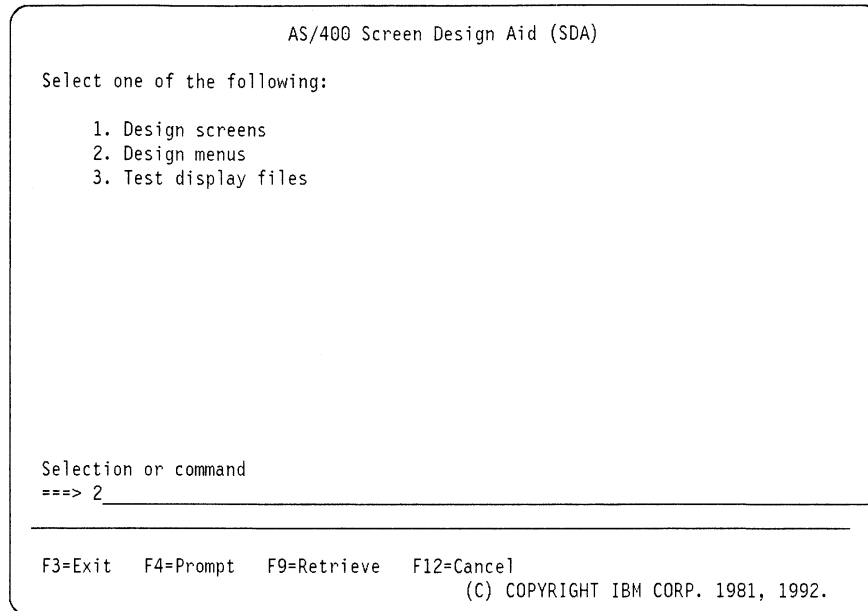 AS/400 Screen Design Aid (SDA)
Select one of the following:
1. Design screens
2. Design menus
3. Test display files
Selection or command
===> 2
F3=Exit F4=Prompt F9=Retrieve F12=Cancel
(C) COPYRIGHT IBM CORP. 1981, 1992.